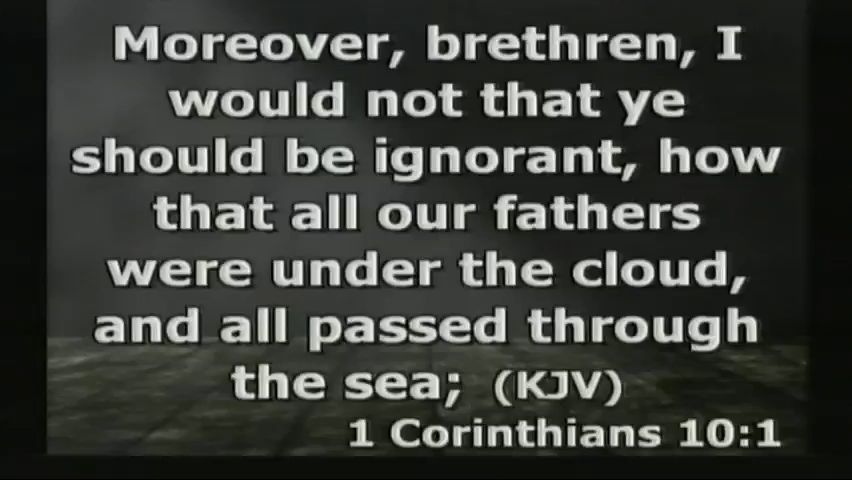 Moreover, brethren, I
would not that ye
should be ignorant, how
that all our fathers
were under the cloud,
and all passed through
the sea; (KJV)
1 Corinthians 10:1